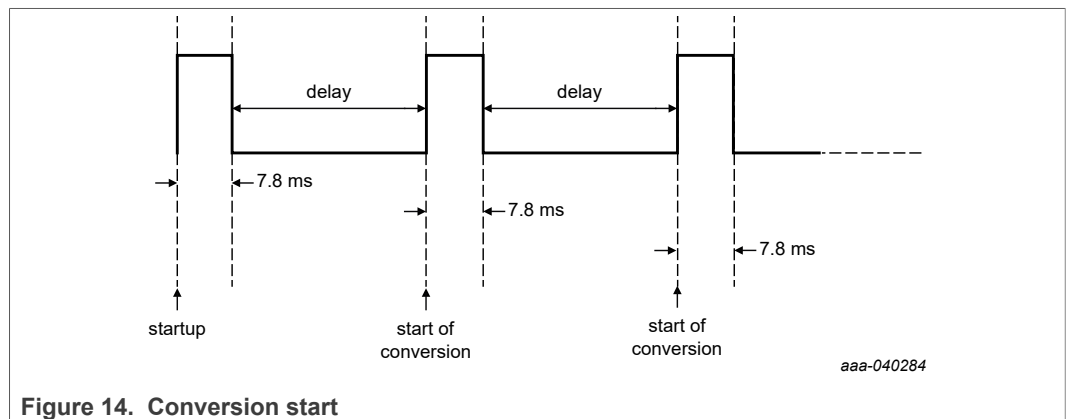 delay
delay
7.8 ms
7.8 ms
7.8 ms
startup
start of
conversion
start of
conversion
aaa-040284
Figure 14. Conversion start